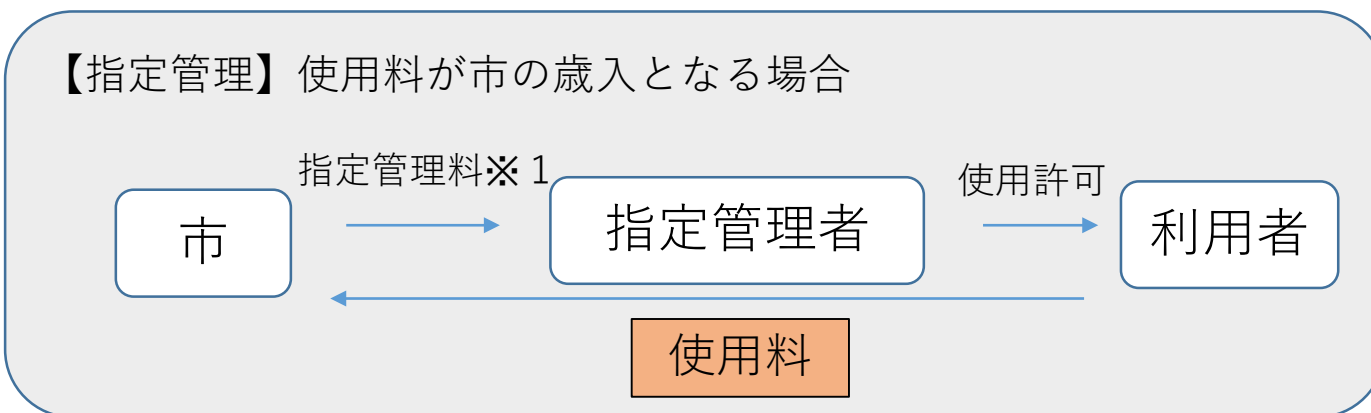 【指定管理】使用料が市の歳入となる場合
指定管理料※１
使用許可
市
指定管理者
利用者
使用料